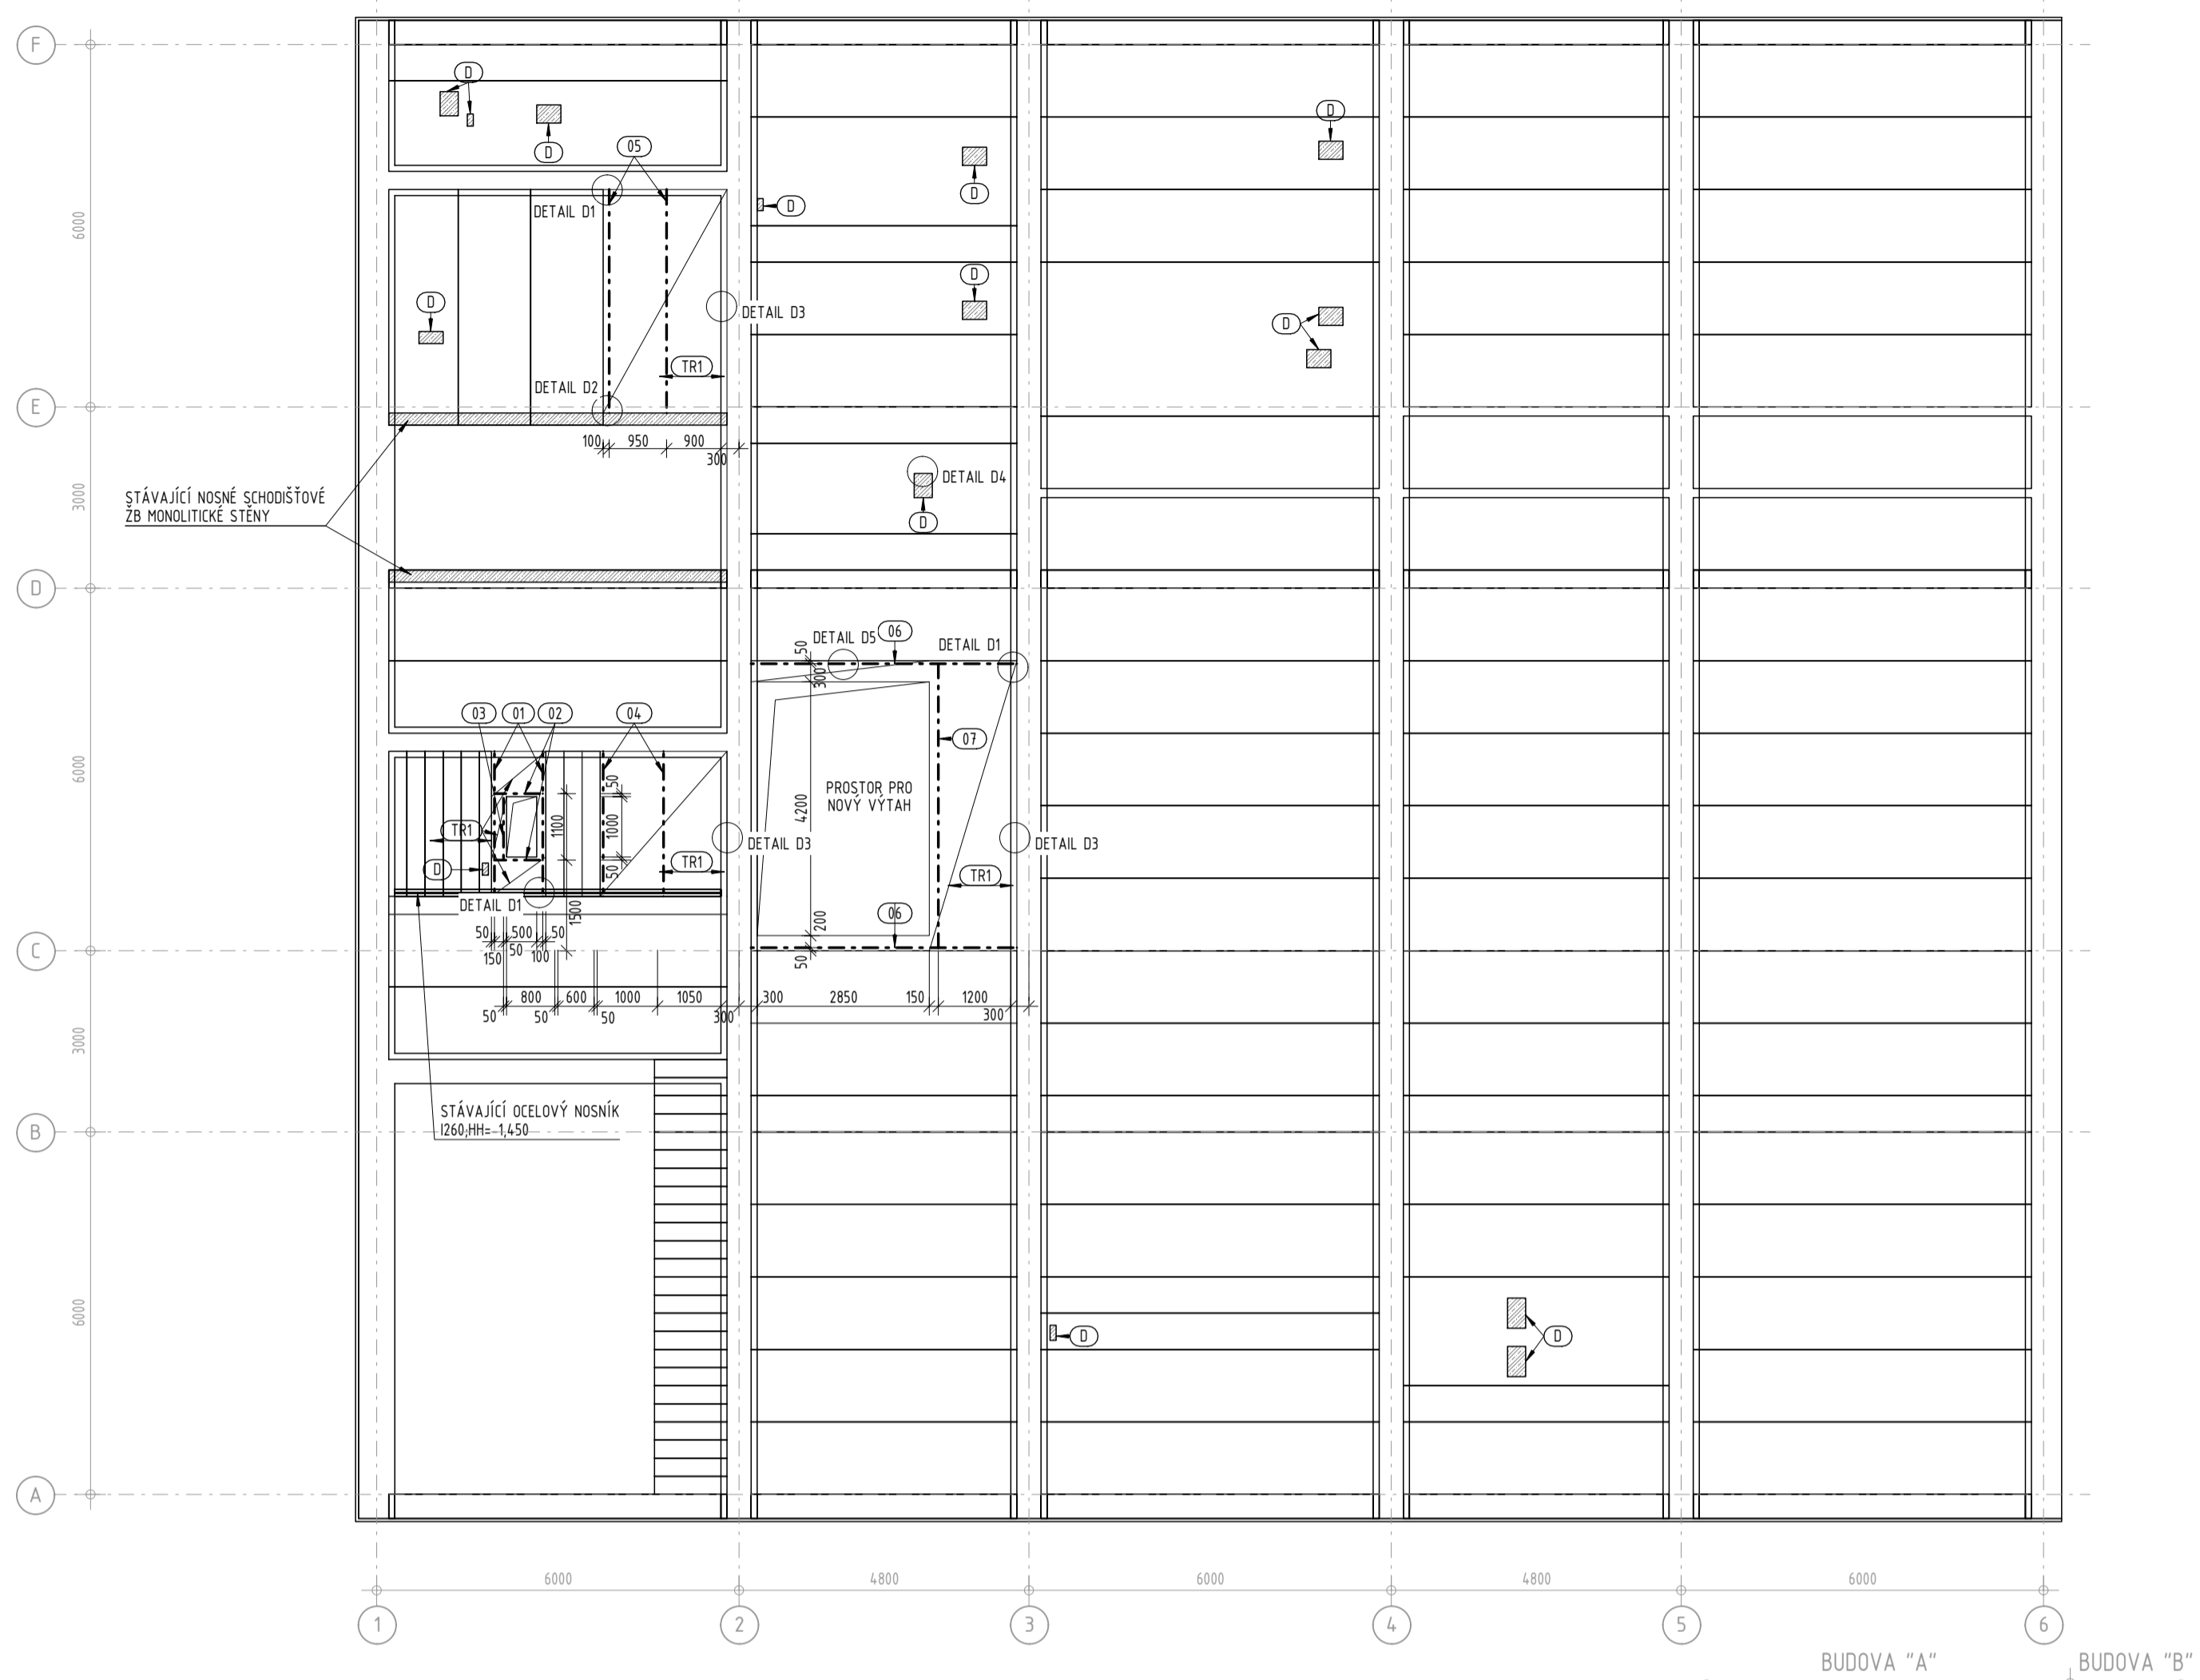 F
D
D
05
D
D
D
DETAIL D1
6000
D
D
D
DETAIL D3
D
TR1
DETAIL D2
E
100
950
900
300
DETAIL D4
STÁVAJÍCÍ NOSNÉ SCHODIŠŤOVÉ
ŽB MONOLITICKÉ STĚNY
3000
D
D
DETAIL D5
06
DETAIL D1
50
300
03
01
02
04
07
6000
50
PROSTOR PRO
NOVÝ VÝTAH
4200
TR1
1100
1000
DETAIL D3
DETAIL D3
D
50
TR1
TR1
DETAIL D1
1500
200
06
50
500
50
150
50
100
50
C
800
600
1000
1050
300
2850
150
1200
50
50
50
300
300
3000
STÁVAJÍCÍ OCELOVÝ NOSNÍK
I260;HH=-1,450
B
6000
D
D
A
6000
4800
6000
4800
6000
1
2
3
4
5
6
BUDOVA "A"
BUDOVA "B"